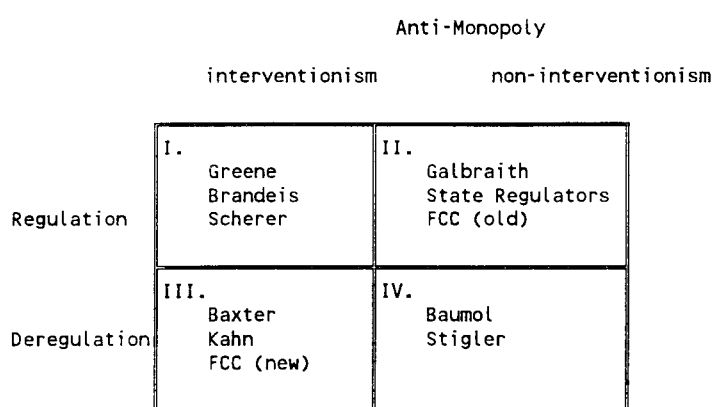 Anti-Monopoly
interventionism non-interventionism
I. II.
Greene Galbraith
Brandeis State Regulators
Regulation Scherer FCC (old)
III. IV.
Baxter Baumol
Deregulation Kahn Stigler
FCC (new)